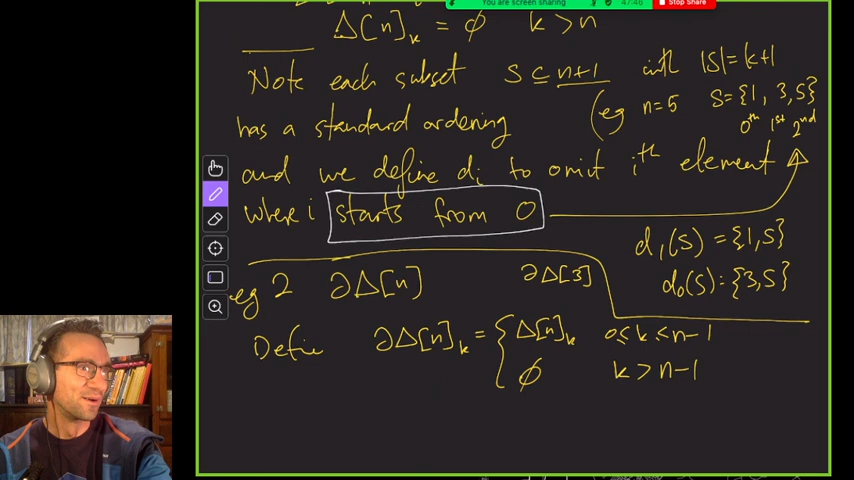 You are screen sharing 47:46 Stop Share
Δ[n]ₖ = ∅ k > n
Note each subset S ⊆ n+1 with |S| = k+1
(eg n=5 S={1, 3, 5}
0th 1st 2nd
has a standard ordering
and we define dᵢ to omit iᵗʰ element
where i starts from 0
d₁(S) = {1,5}
d₀(S) = {3,5}
eg 2 ∂Δ[n] ∂Δ[3]
Define ∂Δ[n]ₖ = { Δ[n]ₖ 0 ≤ k ≤ n-1
∅ k > n-1